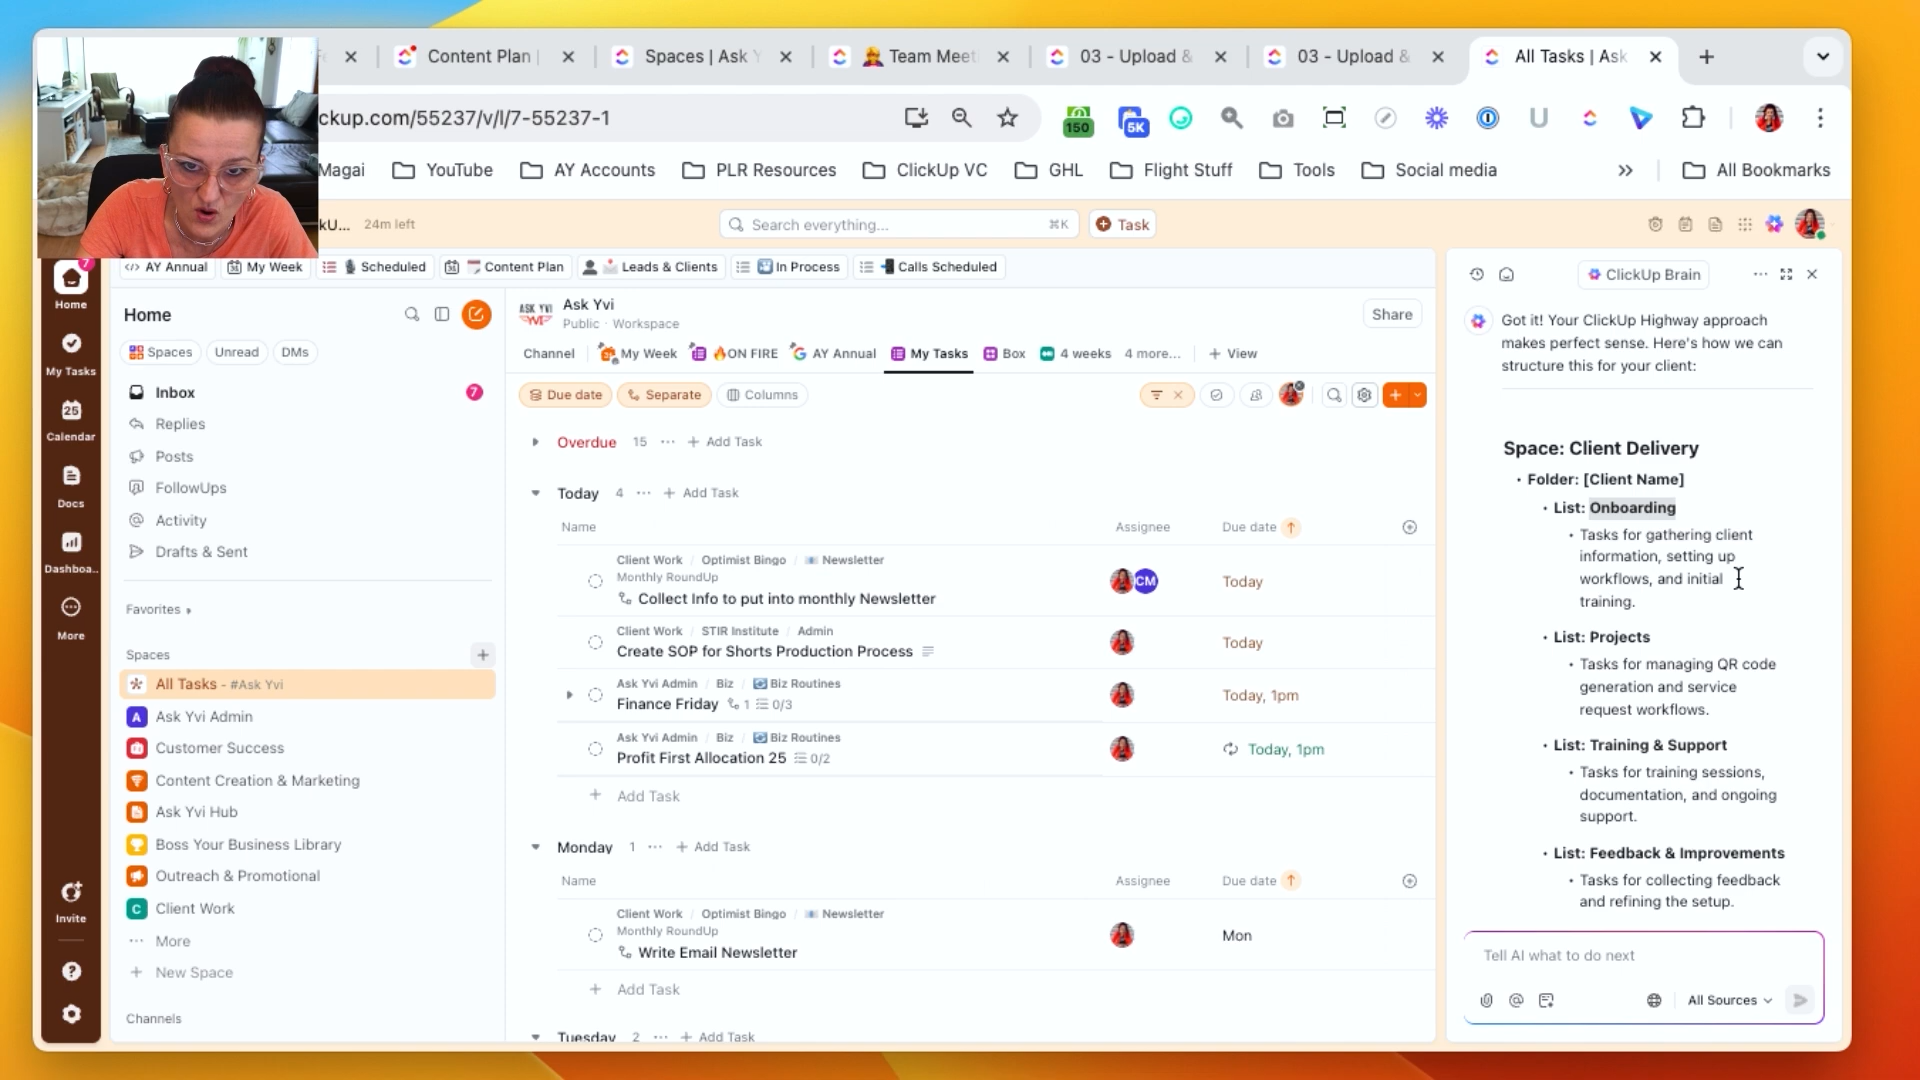 Content Plan |
Spaces | Ask Y
Team Meet
03 - Upload &
03 - Upload &
All Tasks | Ask
ckup.com/55237/v/l/7-55237-1
150
5K
Magai
YouTube
AY Accounts
PLR Resources
ClickUp VC
GHL
Flight Stuff
Tools
Social media
All Bookmarks
kU...
24m left
Search everything...
⌘K
Task
AY Annual
My Week
Scheduled
Content Plan
Leads & Clients
In Process
Calls Scheduled
7
Home
My Tasks
25
Calendar
Docs
Dashboa...
More
Invite
Home
Spaces
Unread
DMs
Inbox
7
Replies
Posts
FollowUps
Activity
Drafts & Sent
Favorites
Spaces
All Tasks - #Ask Yvi
A Ask Yvi Admin
Customer Success
Content Creation & Marketing
Ask Yvi Hub
Boss Your Business Library
Outreach & Promotional
C Client Work
More
New Space
Channels
ASK YVI
Ask Yvi
Public · Workspace
Share
Channel
My Week
ON FIRE
AY Annual
My Tasks
Box
4 weeks
4 more...
+ View
Due date
Separate
Columns
Overdue 15 ... + Add Task
Today 4 ... + Add Task
Name
Assignee
Due date
Client Work / Optimist Bingo / Newsletter
Monthly RoundUp
Collect Info to put into monthly Newsletter
CM
Today
Client Work / STIR Institute / Admin
Create SOP for Shorts Production Process
Today
Ask Yvi Admin / Biz / Biz Routines
Finance Friday 1 0/3
Today, 1pm
Ask Yvi Admin / Biz / Biz Routines
Profit First Allocation 25 0/2
Today, 1pm
+ Add Task
Monday 1 ... + Add Task
Name
Assignee
Due date
Client Work / Optimist Bingo / Newsletter
Monthly RoundUp
Write Email Newsletter
Mon
+ Add Task
Tuesday 2 ... + Add Task
ClickUp Brain
Got it! Your ClickUp Highway approach
makes perfect sense. Here's how we can
structure this for your client:
Space: Client Delivery
• Folder: [Client Name]
• List: Onboarding
• Tasks for gathering client
information, setting up
workflows, and initial
training.
• List: Projects
• Tasks for managing QR code
generation and service
request workflows.
• List: Training & Support
• Tasks for training sessions,
documentation, and ongoing
support.
• List: Feedback & Improvements
• Tasks for collecting feedback
and refining the setup.
Tell AI what to do next
All Sources